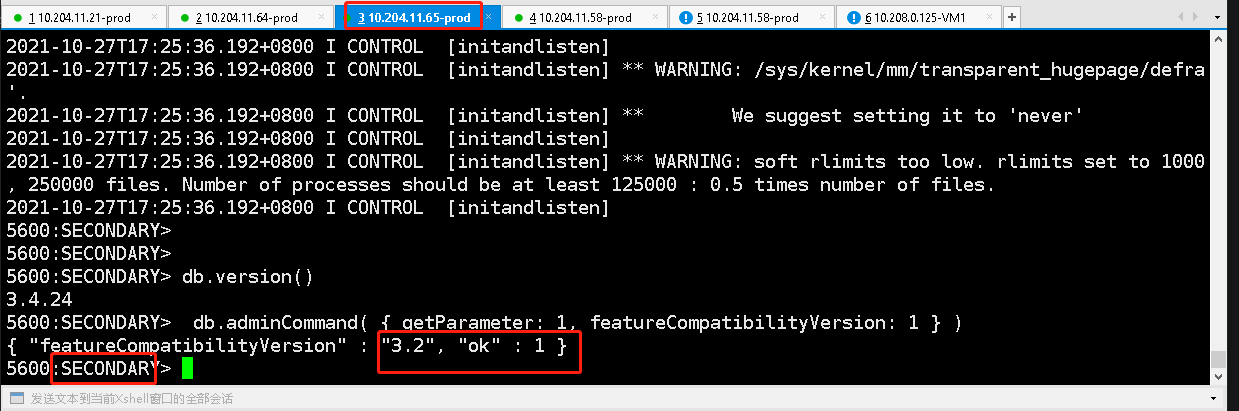 1 10.204.11.21-prod × 2 10.204.11.64-prod × 3 10.204.11.65-prod × 4 10.204.11.58-prod × 5 10.204.11.58-prod × 6 10.208.0.125-VM1 × +
2021-10-27T17:25:36.192+0800 I CONTROL  [initandlisten]
2021-10-27T17:25:36.192+0800 I CONTROL  [initandlisten] ** WARNING: /sys/kernel/mm/transparent_hugepage/defra
'.
2021-10-27T17:25:36.192+0800 I CONTROL  [initandlisten] **        We suggest setting it to 'never'
2021-10-27T17:25:36.192+0800 I CONTROL  [initandlisten]
2021-10-27T17:25:36.192+0800 I CONTROL  [initandlisten] ** WARNING: soft rlimits too low. rlimits set to 1000
, 250000 files. Number of processes should be at least 125000 : 0.5 times number of files.
2021-10-27T17:25:36.192+0800 I CONTROL  [initandlisten]
5600:SECONDARY>
5600:SECONDARY>
5600:SECONDARY> db.version()
3.4.24
5600:SECONDARY>  db.adminCommand( { getParameter: 1, featureCompatibilityVersion: 1 } )
{ "featureCompatibilityVersion" : "3.2", "ok" : 1 }
5600:SECONDARY>
发送文本到当前Xshell窗口的全部会话